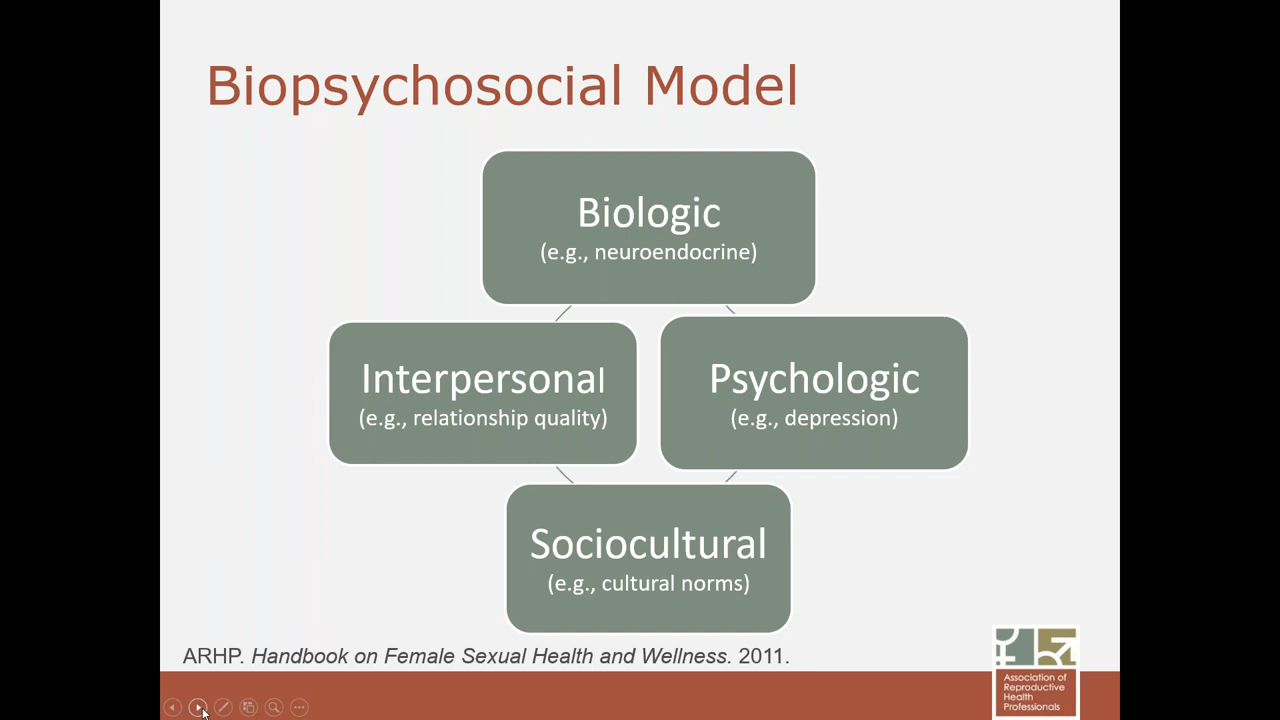 Biopsychosocial Model
Biologic
(e.g., neuroendocrine)
Interpersonal
(e.g., relationship quality)
Psychologic
(e.g., depression)
Sociocultural
(e.g., cultural norms)
ARHP. Handbook on Female Sexual Health and Wellness. 2011.
Association of
Reproductive
Health
Professionals